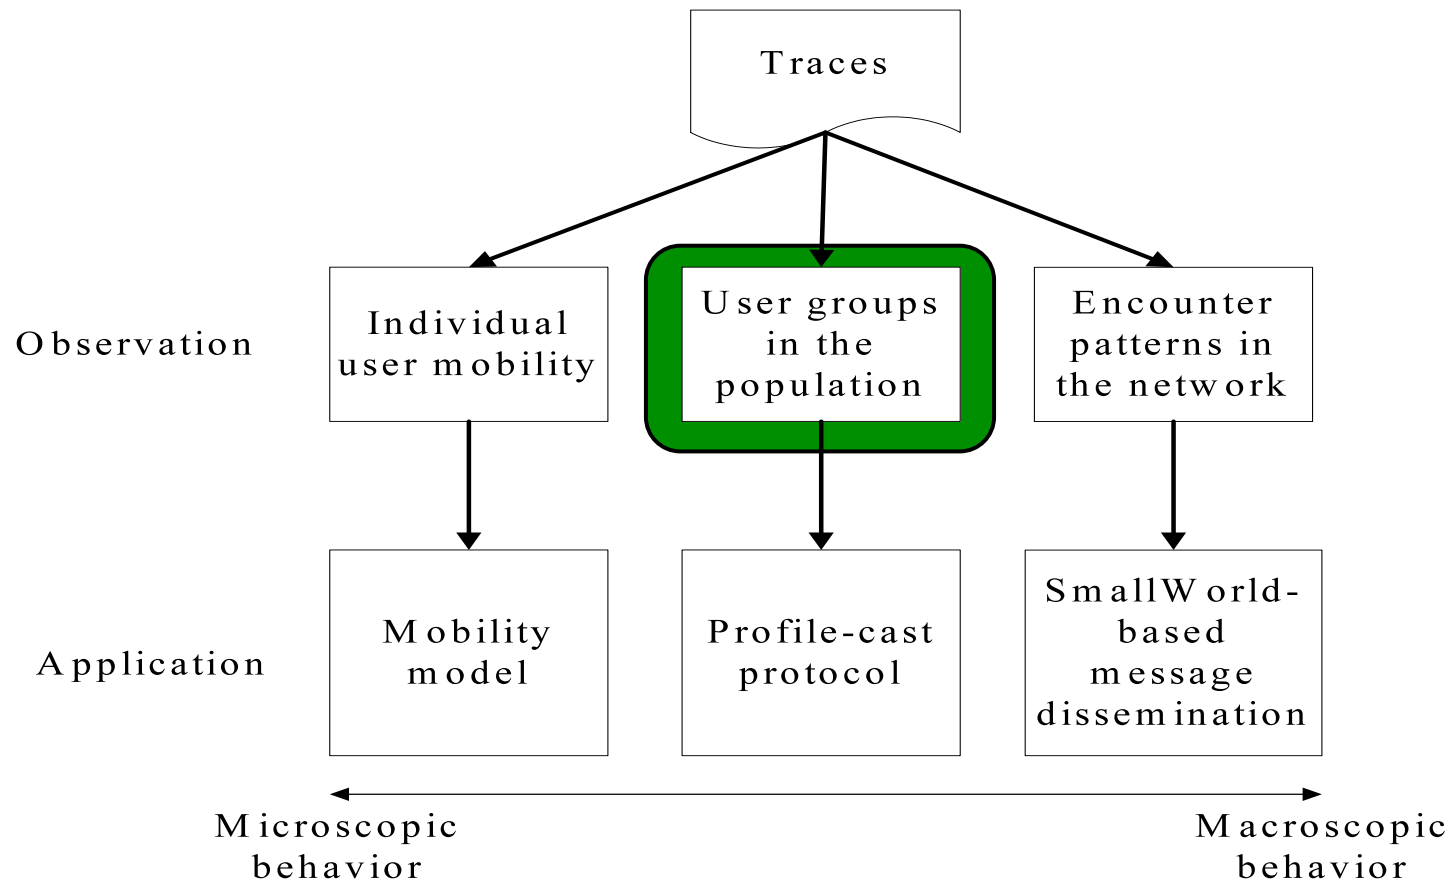 Traces
Observation
Individual
user mobility
User groups
in the
population
Encounter
patterns in
the network
Application
Mobility
model
Profile-cast
protocol
SmallWorld-
based
message
dissemination
Microscopic
behavior
Macroscopic
behavior